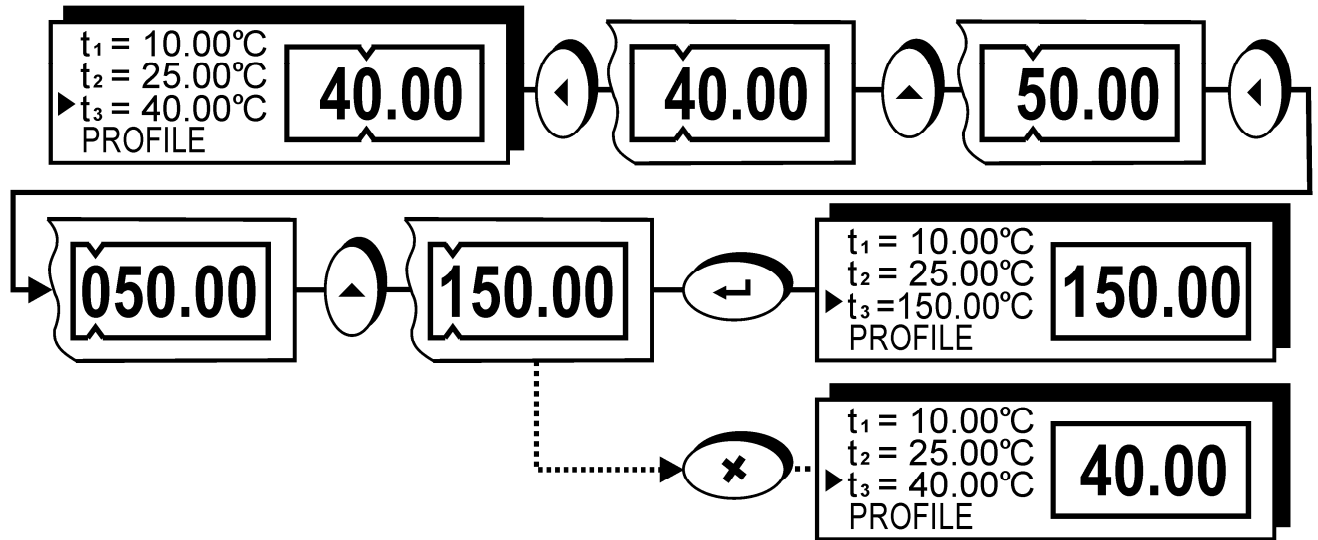 t₁ = 10.00°C
t₂ = 25.00°C
t₃ = 40.00°C
PROFILE
40.00
40.00
50.00
050.00
150.00
t₁ = 10.00°C
t₂ = 25.00°C
t₃ =150.00°C
PROFILE
150.00
t₁ = 10.00°C
t₂ = 25.00°C
t₃ = 40.00°C
PROFILE
40.00